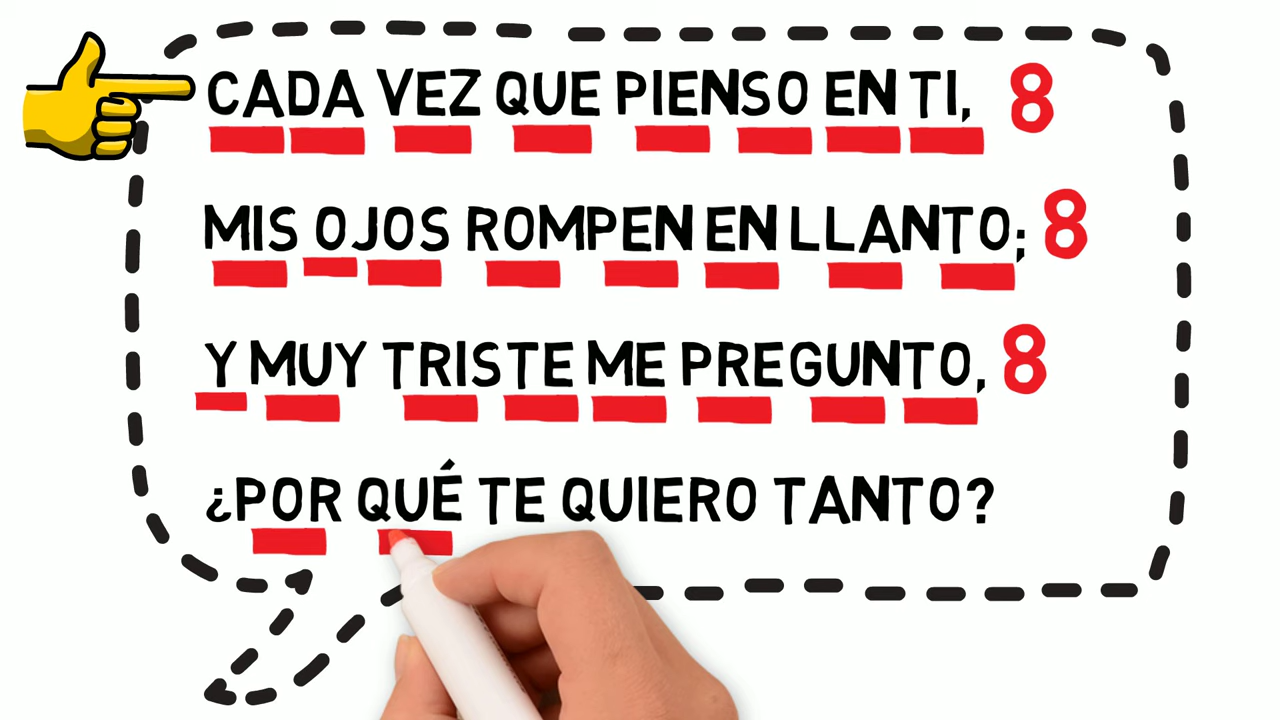 CADA VEZ QUE PIENSO EN TI, 8
MIS OJOS ROMPEN EN LLANTO; 8
Y MUY TRISTE ME PREGUNTO, 8
¿POR QUÉ TE QUIERO TANTO?